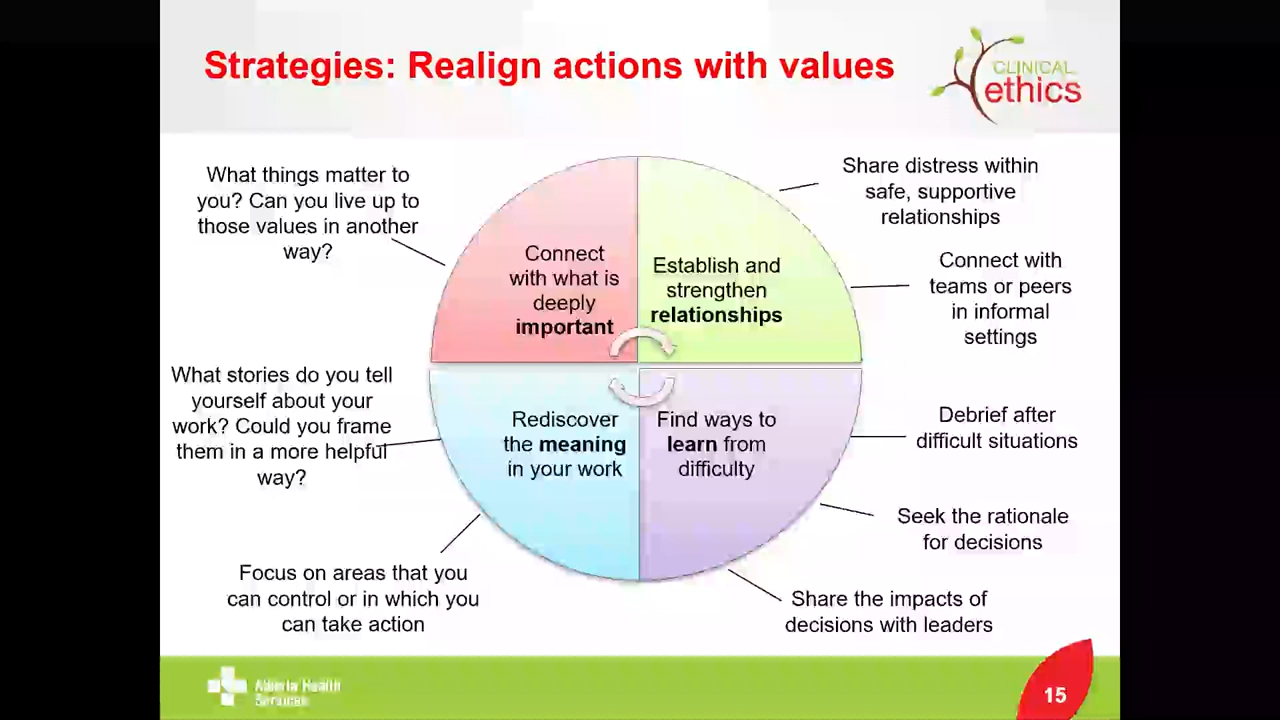 Strategies: Realign actions with values
CLINICAL
ethics
What things matter to
you? Can you live up to
those values in another
way?
Connect
with what is
deeply
important
Establish and
strengthen
relationships
Share distress within
safe, supportive
relationships
Connect with
teams or peers
in informal
settings
What stories do you tell
yourself about your
work? Could you frame
them in a more helpful
way?
Rediscover
the meaning
in your work
Find ways to
learn from
difficulty
Debrief after
difficult situations
Seek the rationale
for decisions
Focus on areas that you
can control or in which you
can take action
Share the impacts of
decisions with leaders
Alberta Health
Services
15